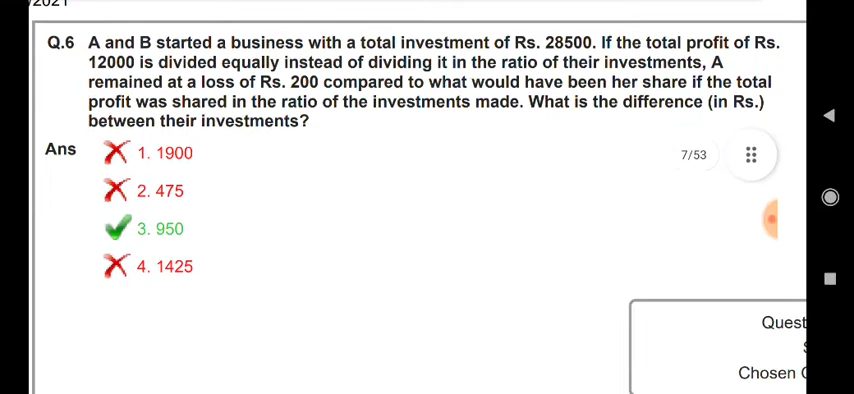 /2021
Q.6 A and B started a business with a total investment of Rs. 28500. If the total profit of Rs.
12000 is divided equally instead of dividing it in the ratio of their investments, A
remained at a loss of Rs. 200 compared to what would have been her share if the total
profit was shared in the ratio of the investments made. What is the difference (in Rs.)
between their investments?
Ans
1. 1900
7/53
2. 475
3. 950
4. 1425
Quest
Chosen